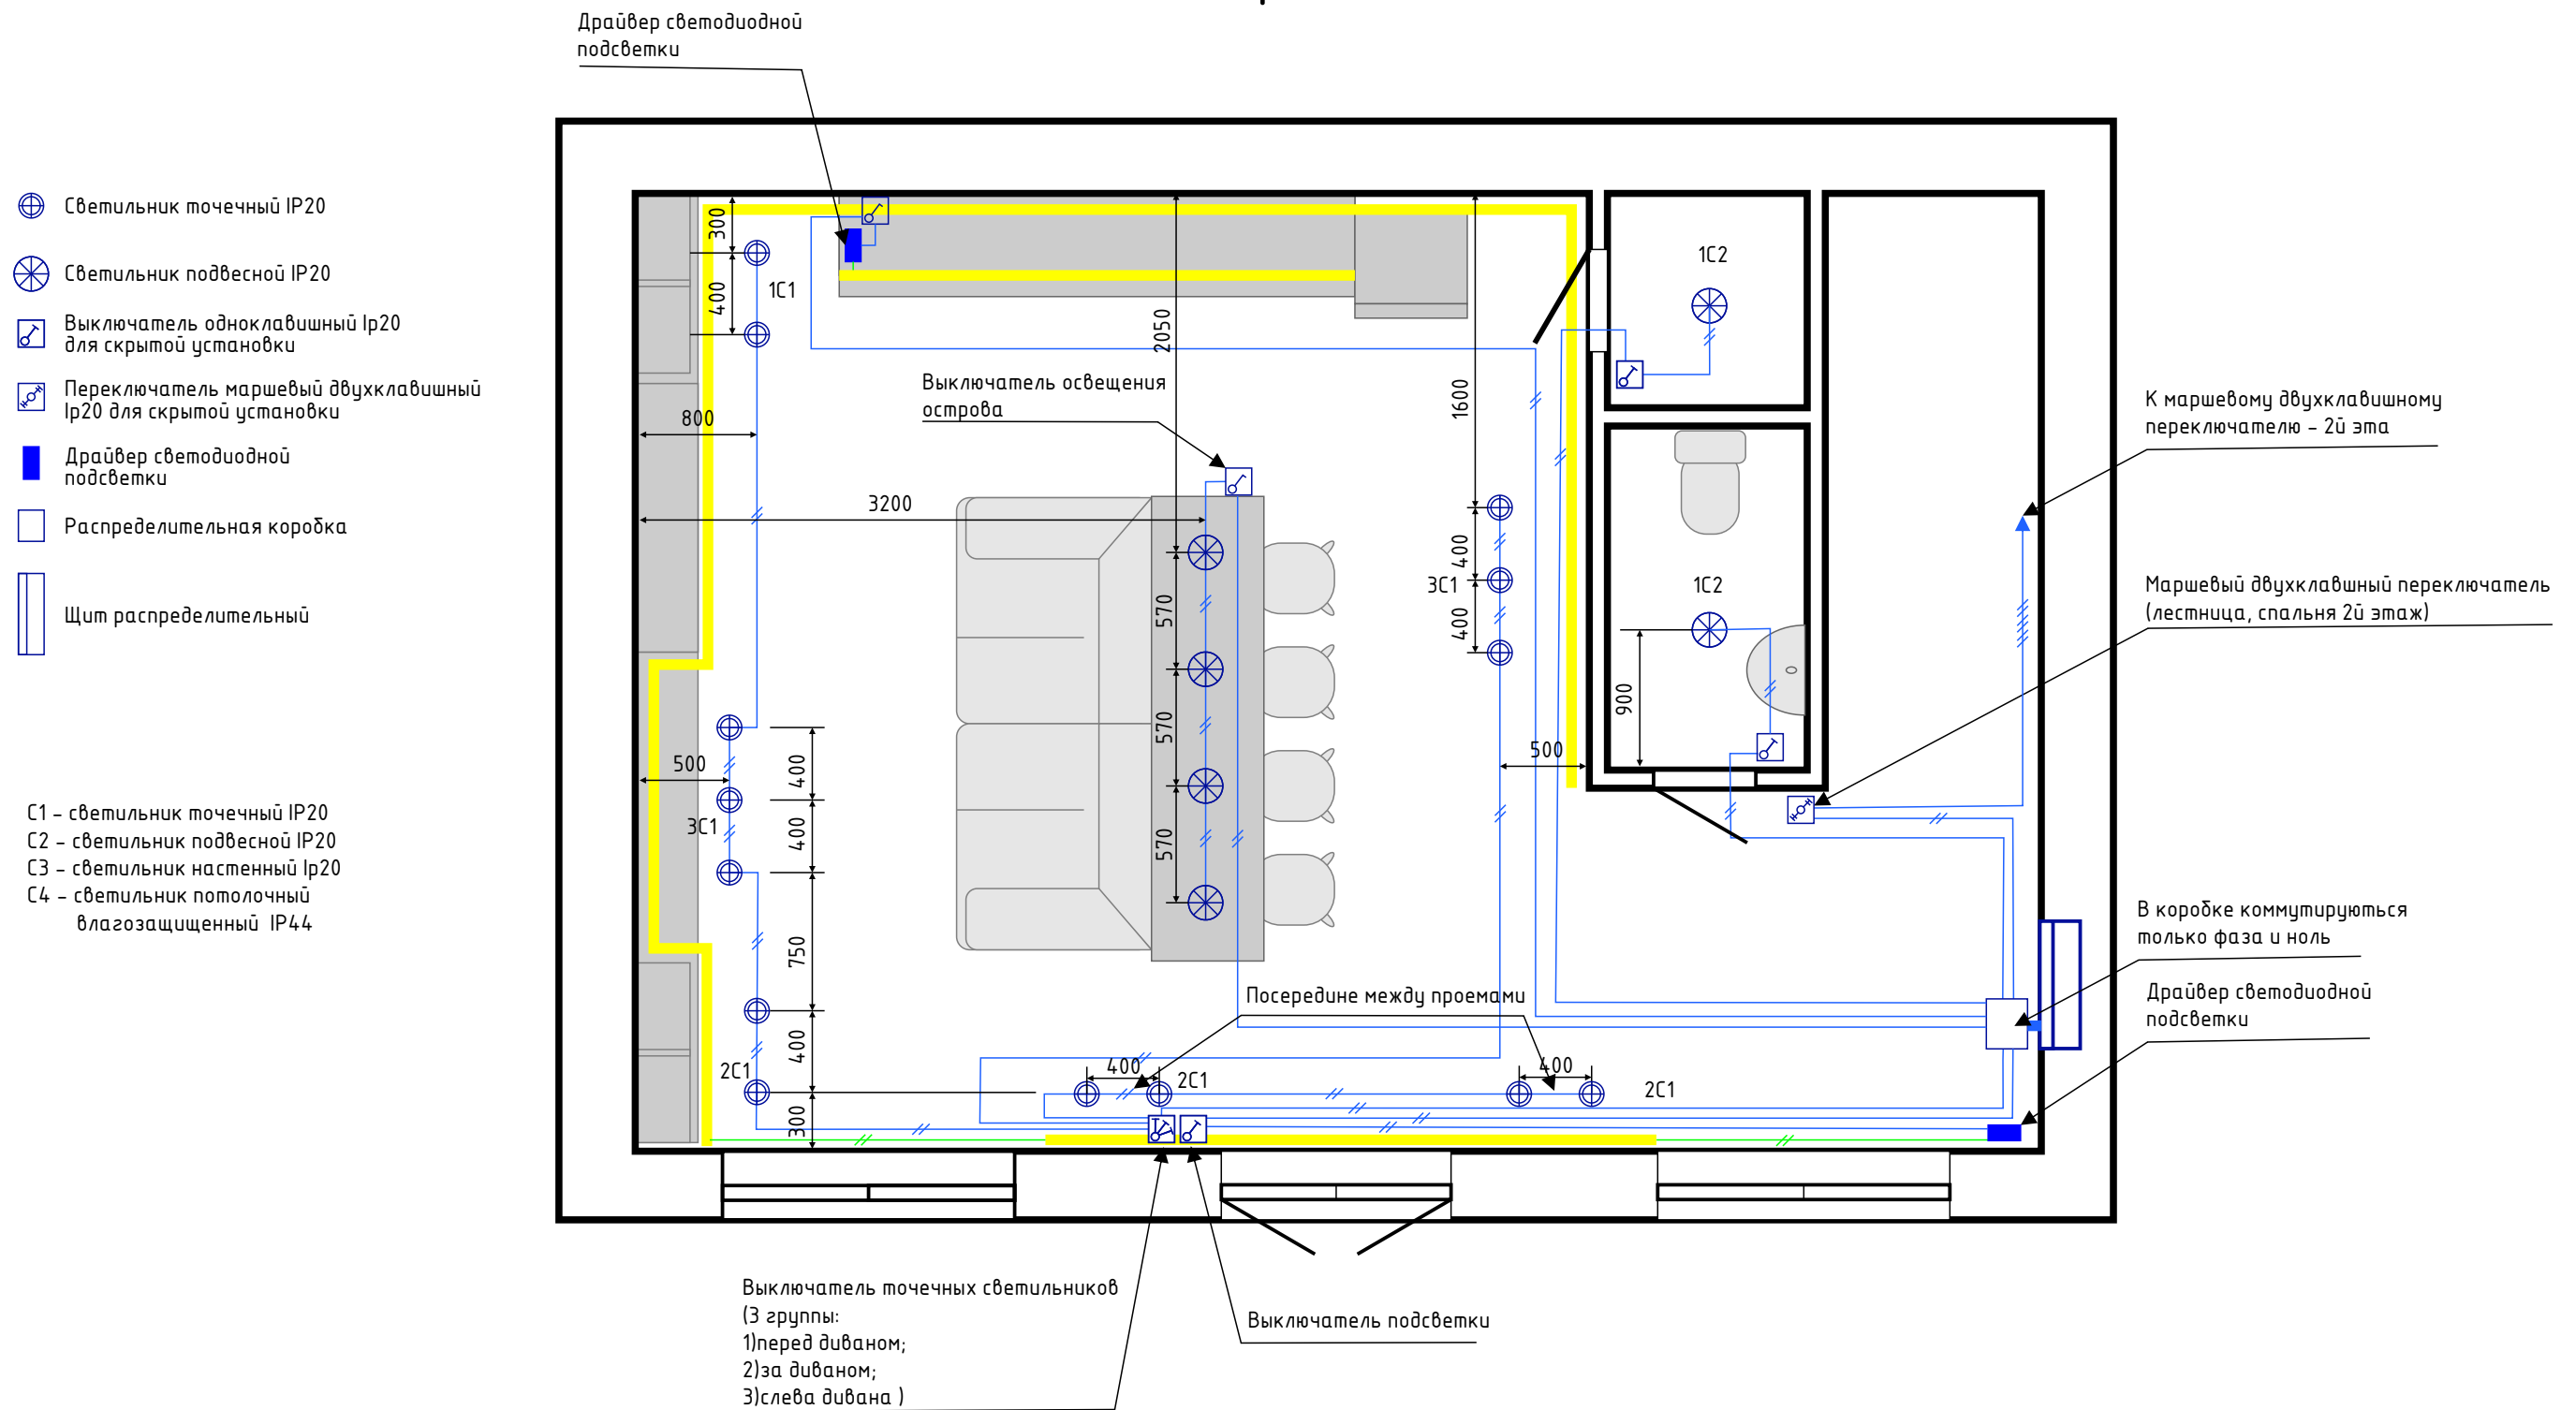 Драйвер светодиодной
подсветки
Светильник точечный IP20
Светильник подвесной IP20
Выключатель одноклавишный Ip20
для скрытой установки
Переключатель маршевый двухклавишный
Ip20 для скрытой установки
Драйвер светодиодной
подсветки
Распределительная коробка
Щит распределительный
С1 – светильник точечный IP20
С2 – светильник подвесной IP20
С3 – светильник настенный Ip20
С4 – светильник потолочный
влагозащищенный IP44
300
400
1С1
800
2050
1600
Выключатель освещения
острова
3200
400
3С1
400
570
570
570
500
1С2
1С2
900
500
400
400
3С1
750
400
2С1
300
Посередине между проемами
400
2С1
400
2С1
К маршевому двухклавишному
переключателю – 2й эта
Маршевый двухклавшный переключатель
(лестница, спальня 2й этаж)
В коробке коммутируються
только фаза и ноль
Драйвер светодиодной
подсветки
Выключатель точечных светильников
(3 группы:
1)перед диваном;
2)за диваном;
3)слева дивана )
Выключатель подсветки